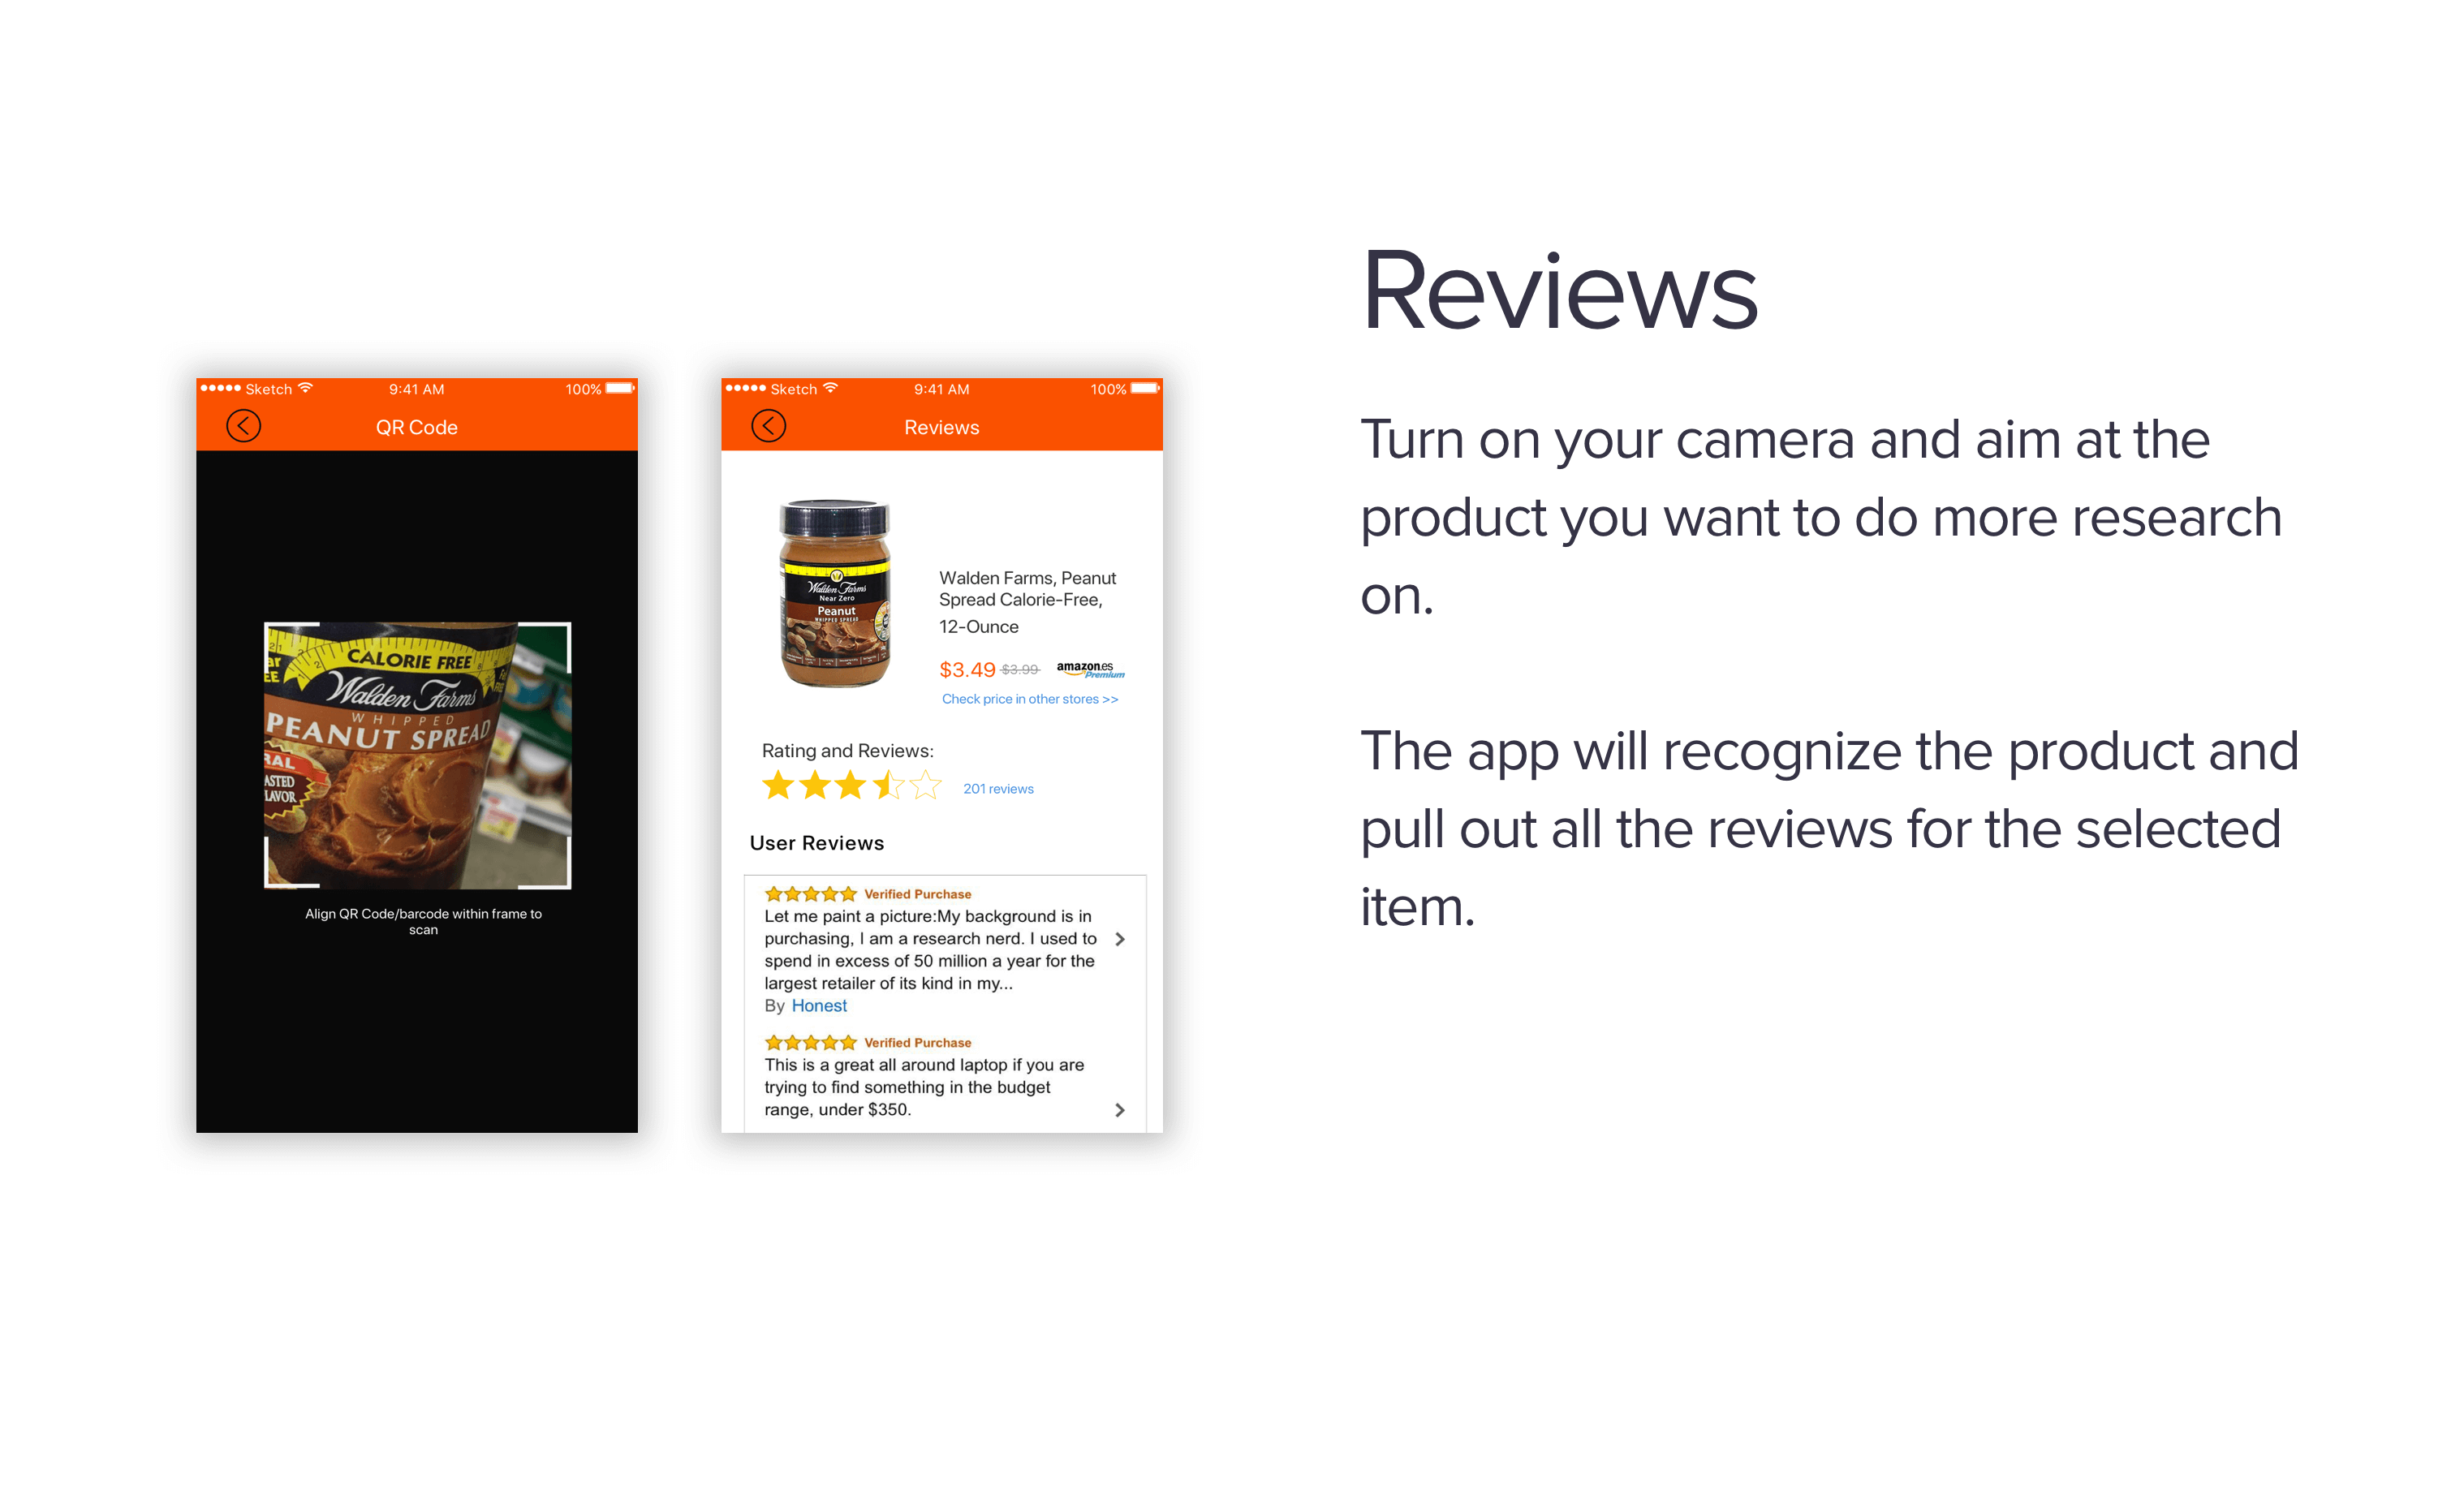 Reviews
Turn on your camera and aim at the
product you want to do more research
on.
The app will recognize the product and
pull out all the reviews for the selected
item.
Sketch 9:41 AM 100%
QR Code
CALORIE FREE
Walden Farms
WHIPPED
PEANUT SPREAD
Align QR Code/barcode within frame to
scan
Sketch 9:41 AM 100%
Reviews
Walden Farms
Near Zero
Peanut
WHIPPED SPREAD
Walden Farms, Peanut
Spread Calorie-Free,
12-Ounce
$3.49 $3.99 amazon.es
Premium
Check price in other stores >>
Rating and Reviews:
201 reviews
User Reviews
Verified Purchase
Let me paint a picture:My background is in
purchasing, I am a research nerd. I used to
spend in excess of 50 million a year for the
largest retailer of its kind in my...
By Honest
Verified Purchase
This is a great all around laptop if you are
trying to find something in the budget
range, under $350.